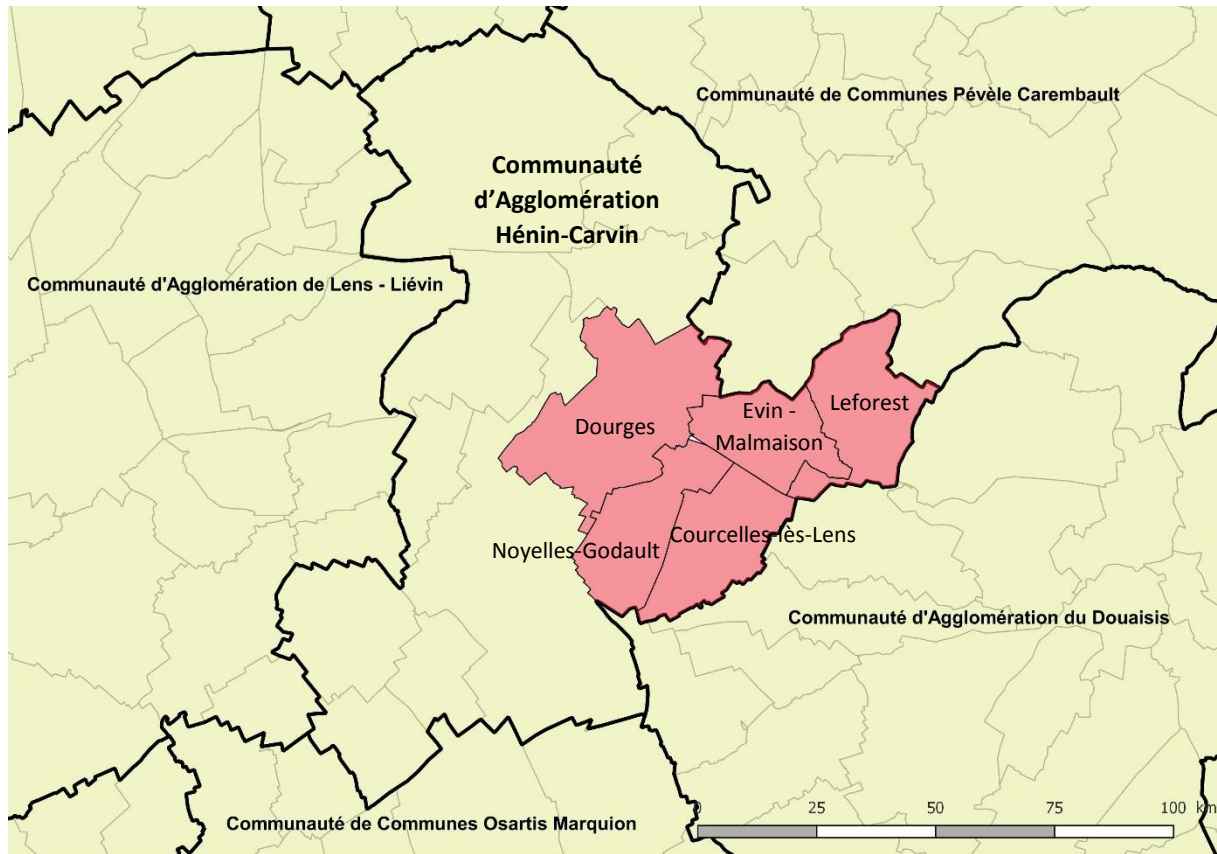 Communauté de Communes Pévèle Carembault
Communauté
d'Agglomération
Hénin-Carvin
Communauté d'Agglomération de Lens - Liévin
Leforest
Evin -
Malmaison
Dourges
Courcelles-lès-Lens
Noyelles-Godault
Communauté d'Agglomération du Douaisis
Communauté de Communes Osartis Marquion
0 25 50 75 100 km